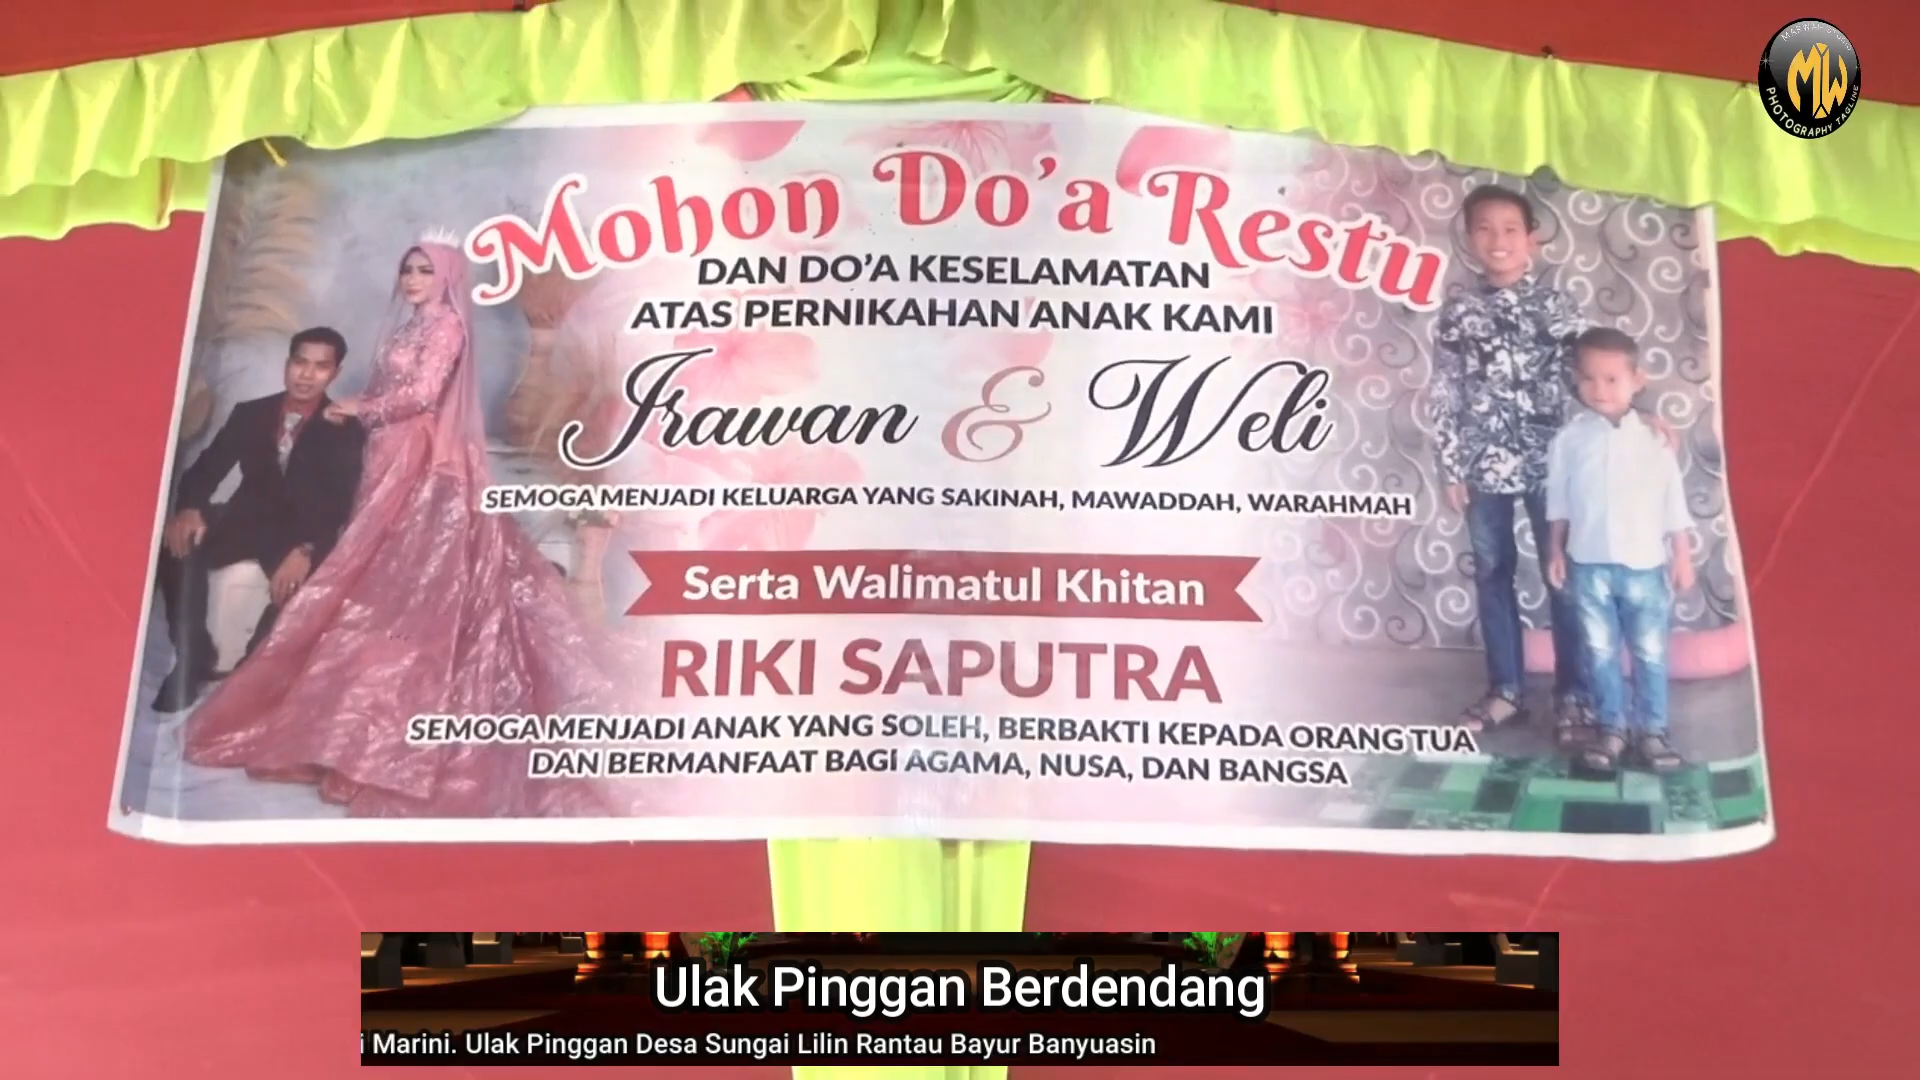 Mohon Do'a Restu
DAN DO'A KESELAMATAN
ATAS PERNIKAHAN ANAK KAMI
Irawan & Weli
SEMOGA MENJADI KELUARGA YANG SAKINAH, MAWADDAH, WARAHMAH
Serta Walimatul Khitan
RIKI SAPUTRA
SEMOGA MENJADI ANAK YANG SOLEH, BERBAKTI KEPADA ORANG TUA
DAN BERMANFAAT BAGI AGAMA, NUSA, DAN BANGSA
MW
PHOTOGRAPHY TAGLINE
Ulak Pinggan Berdendang
i Marini. Ulak Pinggan Desa Sungai Lilin Rantau Bayur Banyuasin